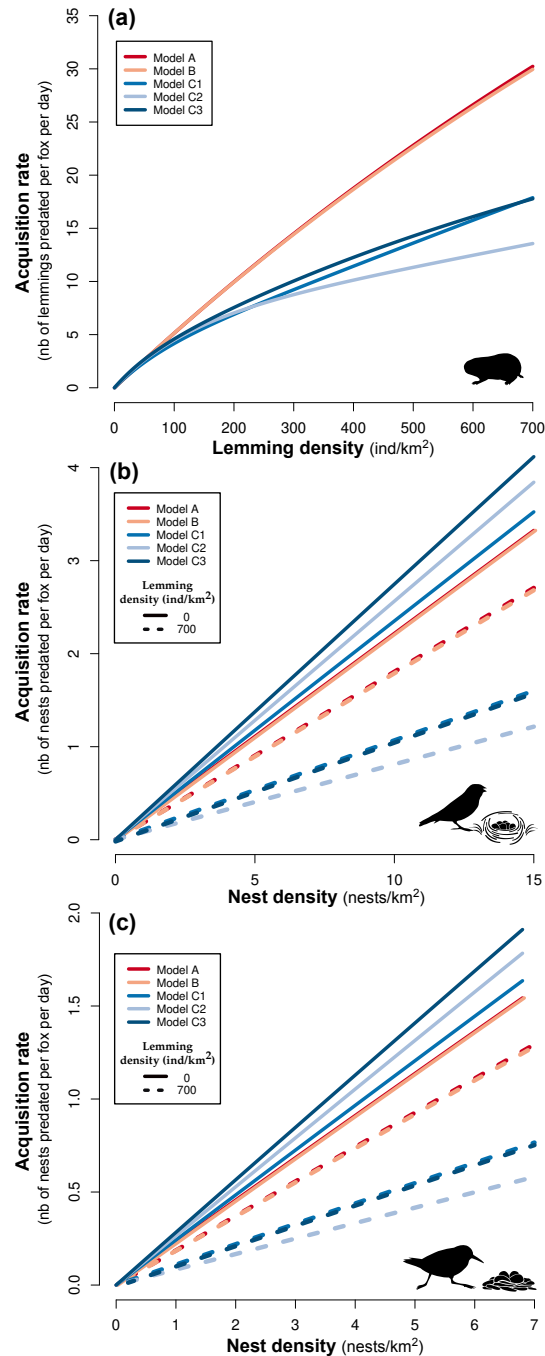 (a)
Acquisition rate
(nb of lemmings predated per fox per day)
35
30
25
20
15
10
5
0
Model A
Model B
Model C1
Model C2
Model C3
0 100 200 300 400 500 600 700
Lemming density (ind/km²)
(b)
Acquisition rate
(nb of nests predated per fox per day)
4
3
2
1
0
Model A
Model B
Model C1
Model C2
Model C3
Lemming
density (ind/km²)
0
700
0 5 10 15
Nest density (nests/km²)
(c)
Acquisition rate
(nb of nests predated per fox per day)
2.0
1.5
1.0
0.5
0.0
Model A
Model B
Model C1
Model C2
Model C3
Lemming
density (ind/km²)
0
700
0 1 2 3 4 5 6 7
Nest density (nests/km²)